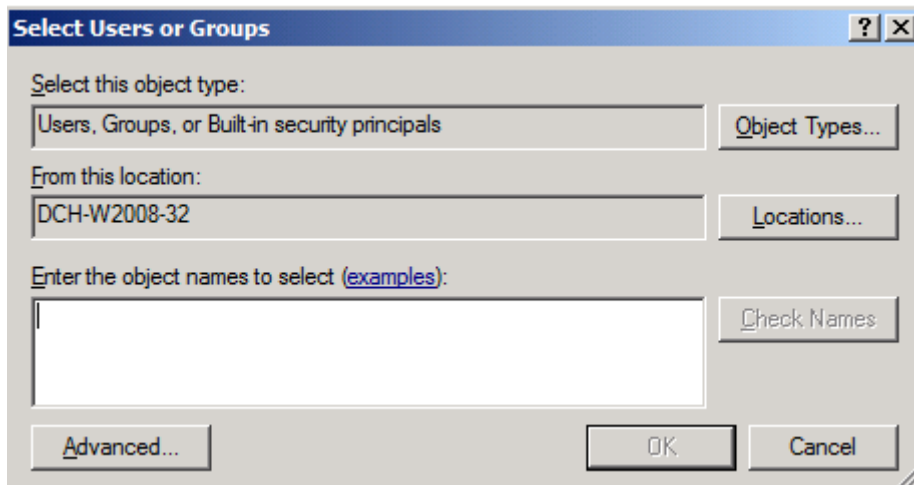 Select Users or Groups
Select this object type:
Users, Groups, or Built-in security principals
Object Types...
From this location:
DCH-W2008-32
Locations...
Enter the object names to select (examples):
Check Names
Advanced...
OK
Cancel